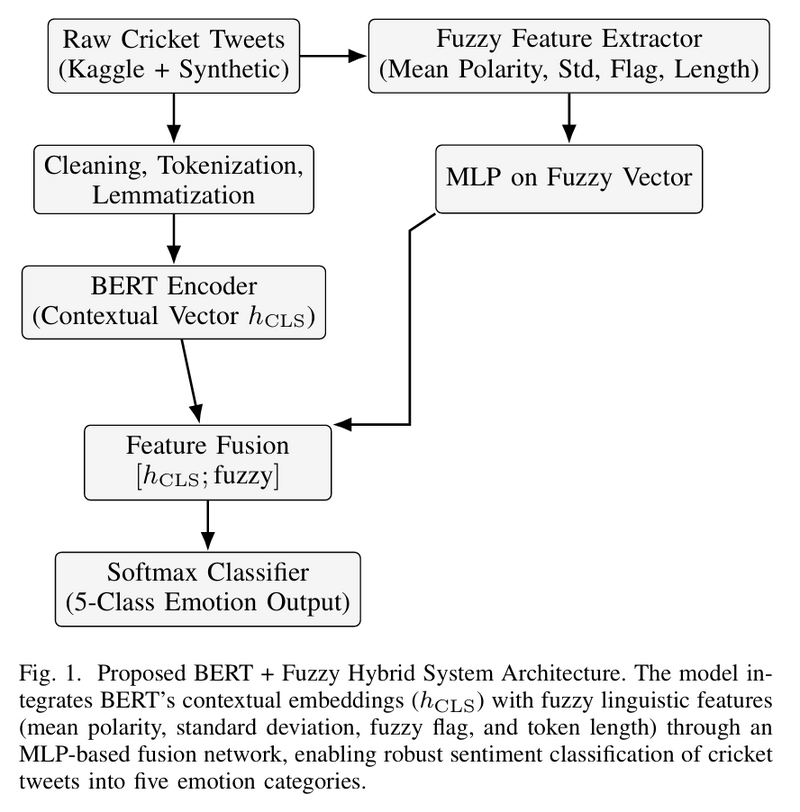 Raw Cricket Tweets
(Kaggle + Synthetic)
Fuzzy Feature Extractor
(Mean Polarity, Std, Flag, Length)
Cleaning, Tokenization,
Lemmatization
MLP on Fuzzy Vector
BERT Encoder
(Contextual Vector h_CLS)
Feature Fusion
[h_CLS; fuzzy]
Softmax Classifier
(5-Class Emotion Output)
Fig. 1. Proposed BERT + Fuzzy Hybrid System Architecture. The model in-
tegrates BERT's contextual embeddings (h_CLS) with fuzzy linguistic features
(mean polarity, standard deviation, fuzzy flag, and token length) through an
MLP-based fusion network, enabling robust sentiment classification of cricket
tweets into five emotion categories.